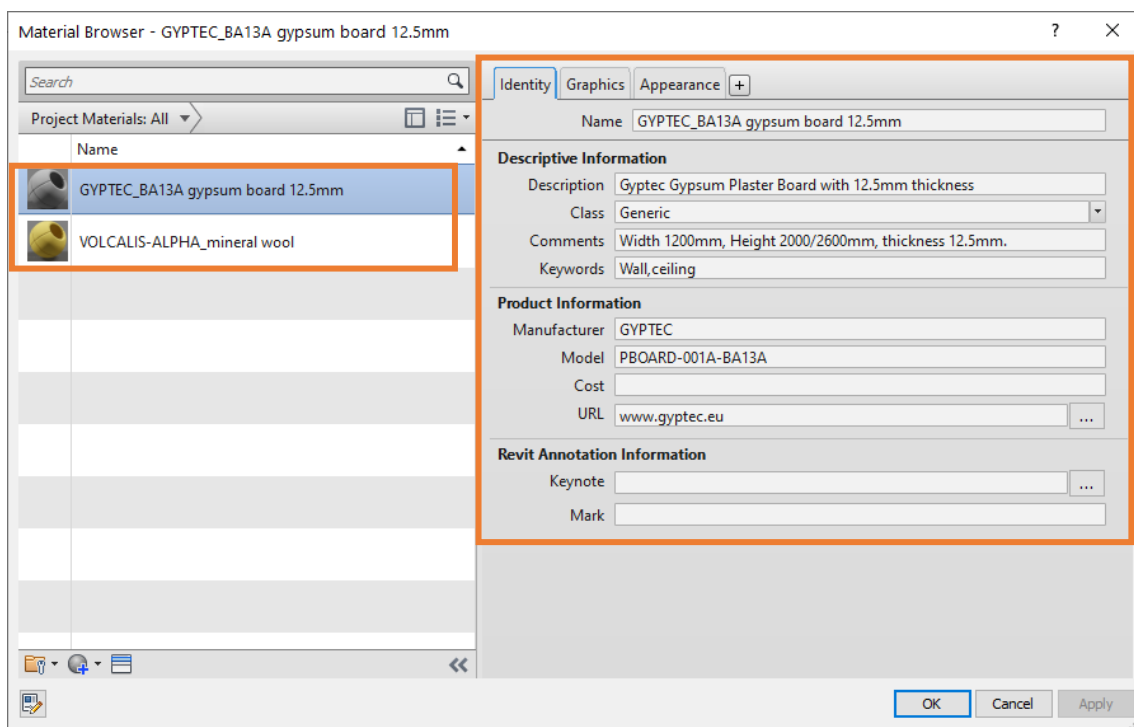 Material Browser - GYPTEC_BA13A gypsum board 12.5mm ?
Search
Project Materials: All
Name
GYPTEC_BA13A gypsum board 12.5mm
VOLCALIS-ALPHA_mineral wool
Identity Graphics Appearance +
Name GYPTEC_BA13A gypsum board 12.5mm
Descriptive Information
Description Gyptec Gypsum Plaster Board with 12.5mm thickness
Class Generic
Comments Width 1200mm, Height 2000/2600mm, thickness 12.5mm.
Keywords Wall,ceiling
Product Information
Manufacturer GYPTEC
Model PBOARD-001A-BA13A
Cost
URL www.gyptec.eu ...
Revit Annotation Information
Keynote ...
Mark
OK Cancel Apply